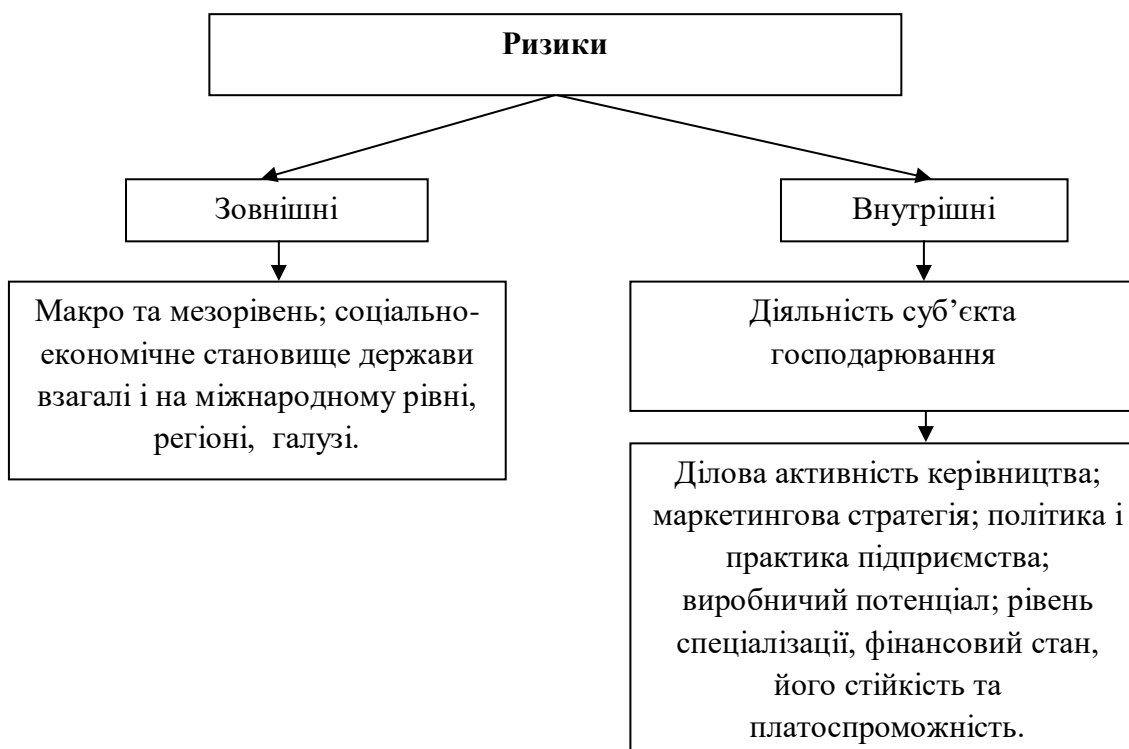 Ризики
Зовнішні
Внутрішні
Макро та мезорівень; соціально-
економічне становище держави
взагалі і на міжнародному рівні,
регіоні, галузі.
Діяльність суб’єкта
господарювання
Ділова активність керівництва;
маркетингова стратегія; політика і
практика підприємства;
виробничий потенціал; рівень
спеціалізації, фінансовий стан,
його стійкість та
платоспроможність.